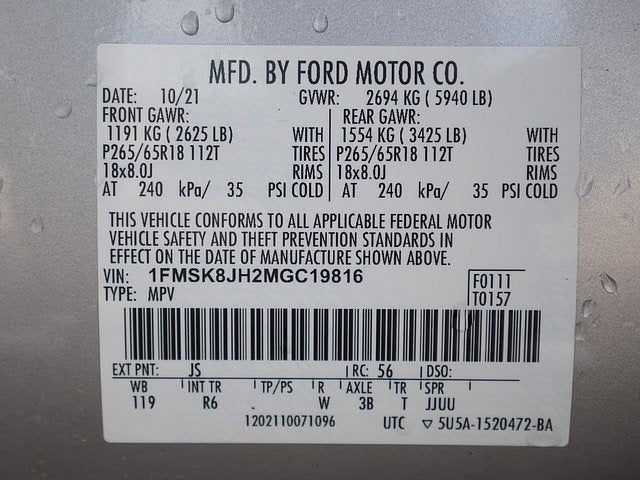 MFD. BY FORD MOTOR CO.
DATE: 10/21 GVWR: 2694 KG ( 5940 LB)
FRONT GAWR: REAR GAWR:
1191 KG ( 2625 LB) WITH 1554 KG ( 3425 LB) WITH
P265/65R18 112T TIRES P265/65R18 112T TIRES
18x8.0J RIMS 18x8.0J RIMS
AT 240 kPa/ 35 PSI COLD AT 240 kPa/ 35 PSI COLD
THIS VEHICLE CONFORMS TO ALL APPLICABLE FEDERAL MOTOR
VEHICLE SAFETY AND THEFT PREVENTION STANDARDS IN
EFFECT ON THE DATE OF MANUFACTURE SHOWN ABOVE.
VIN: 1FMSK8JH2MGC19816 F0111
TYPE: MPV T0157
EXT PNT: JS RC: 56 DSO:
WB INT TR TP/PS R AXLE TR SPR
119 R6 W 3B T JJUU
1202110071096 UTC ▽ 5U5A-1520472-BA